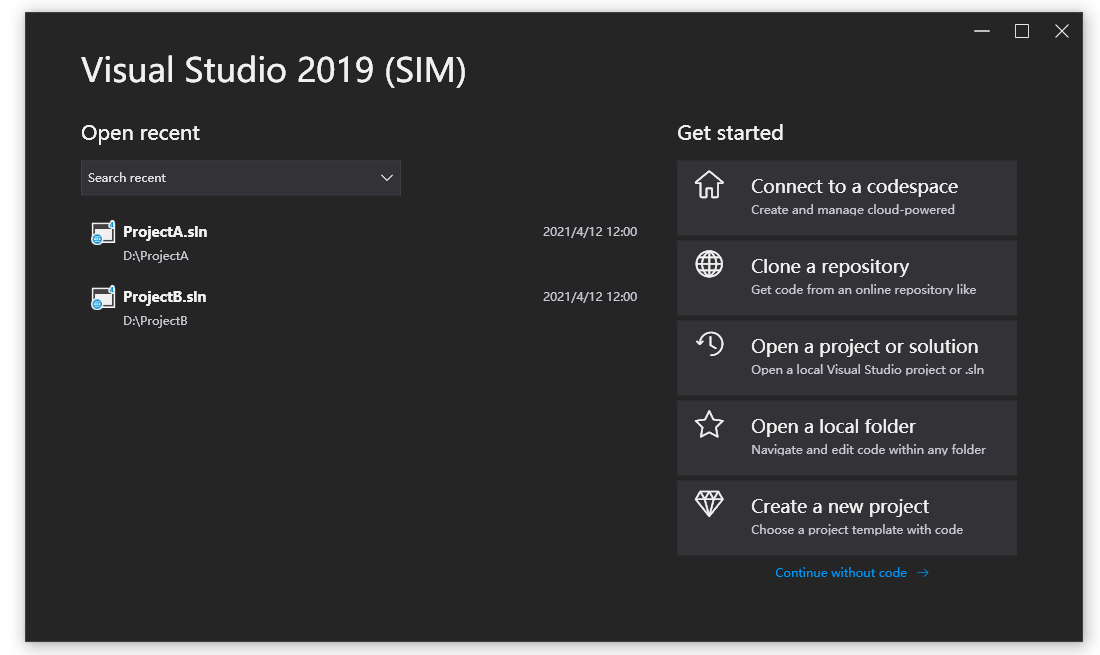 Visual Studio 2019 (SIM)
Open recent
Search recent
ProjectA.sln 2021/4/12 12:00
D:\ProjectA
ProjectB.sln 2021/4/12 12:00
D:\ProjectB
Get started
Connect to a codespace
Create and manage cloud-powered
Clone a repository
Get code from an online repository like
Open a project or solution
Open a local Visual Studio project or .sln
Open a local folder
Navigate and edit code within any folder
Create a new project
Choose a project template with code
Continue without code →